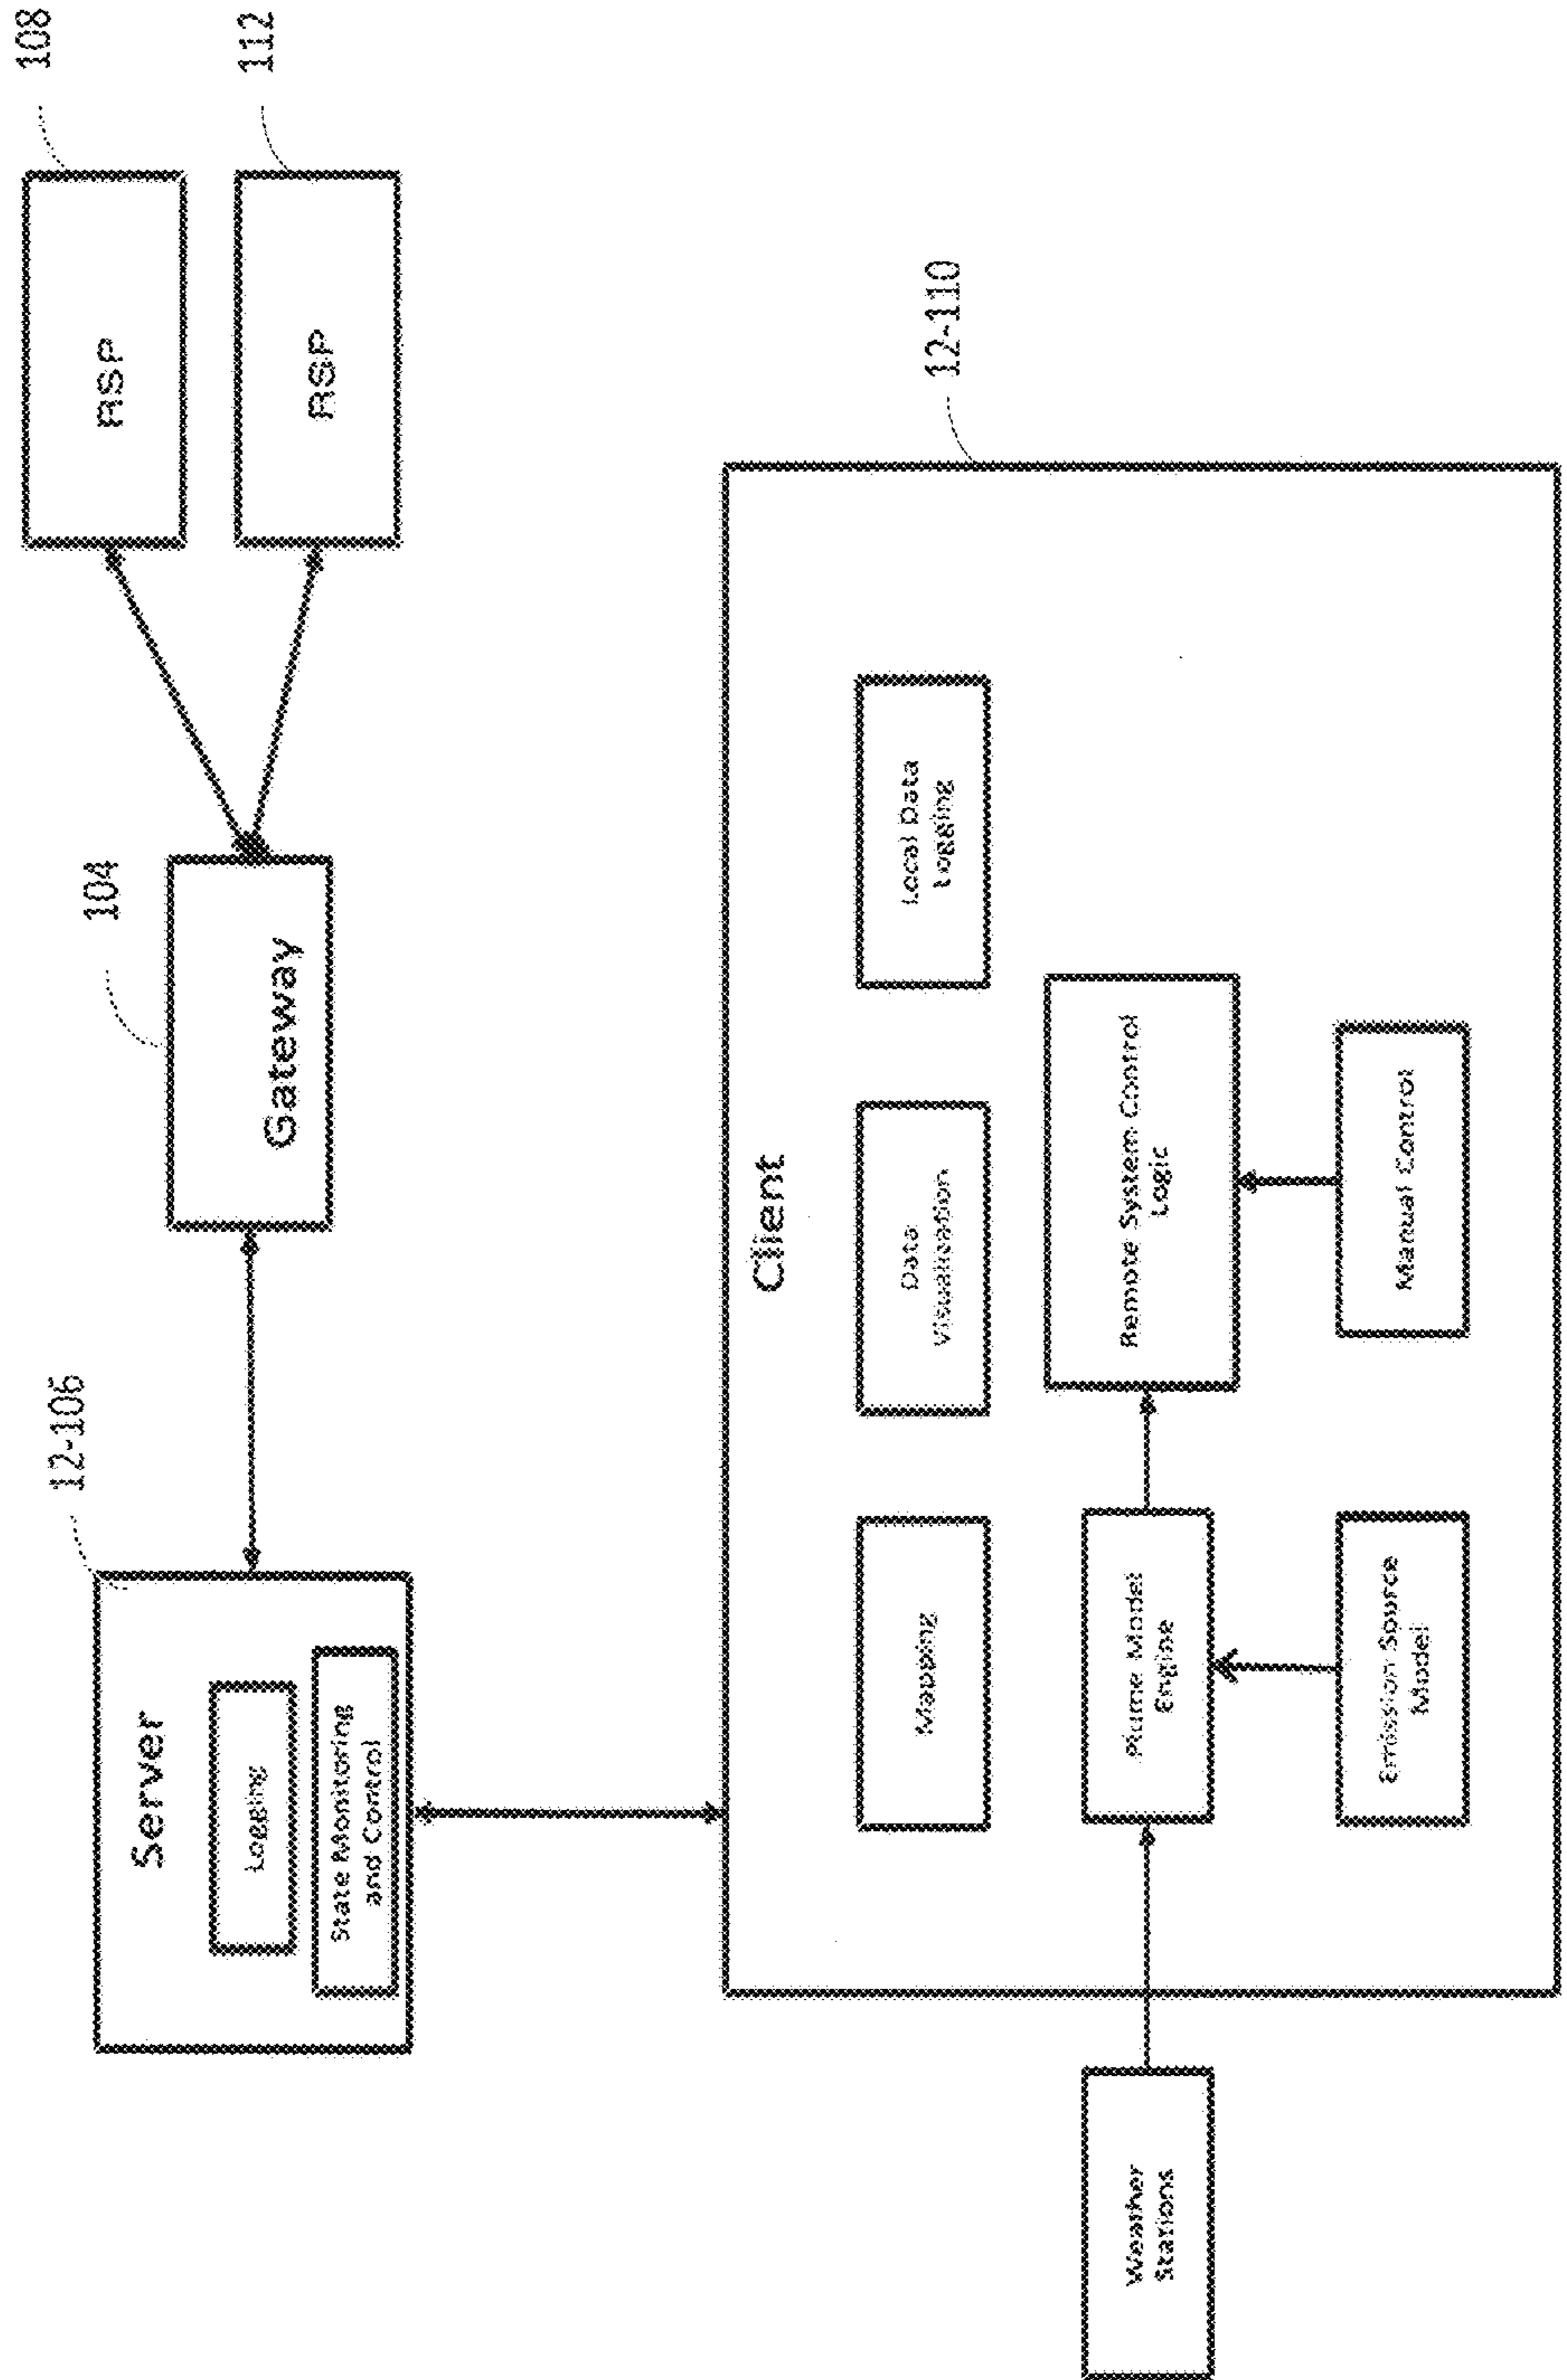 Server
Logging
State Monitoring
and Control
12-106
Gateway
104
RSP
108
RSP
112
Client
12-110
Mapping
Data
Visualization
Local Data
Logging
Weather
Stations
Plume Model
Engine
Remote System Control
Logic
Emission Source
Model
Manual Control